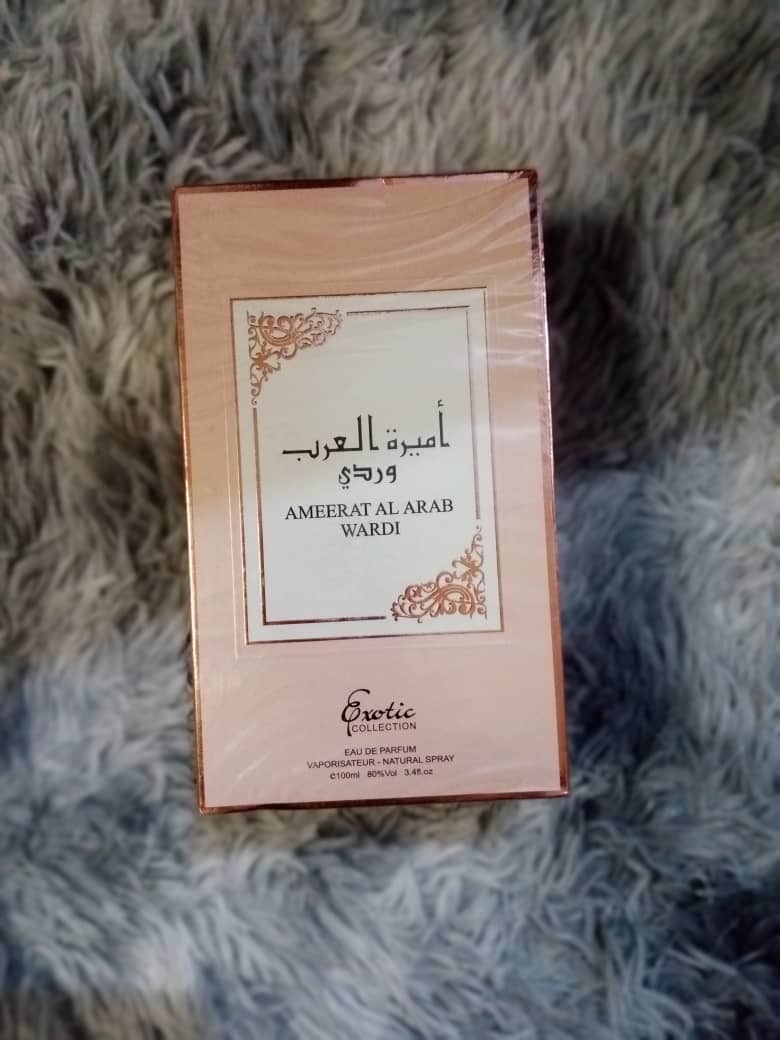 أميرة العرب
وردي
AMEERAT AL ARAB
WARDI
Exotic
COLLECTION
EAU DE PARFUM
VAPORISATEUR - NATURAL SPRAY
e100ml 80%Vol 3.4fl.oz